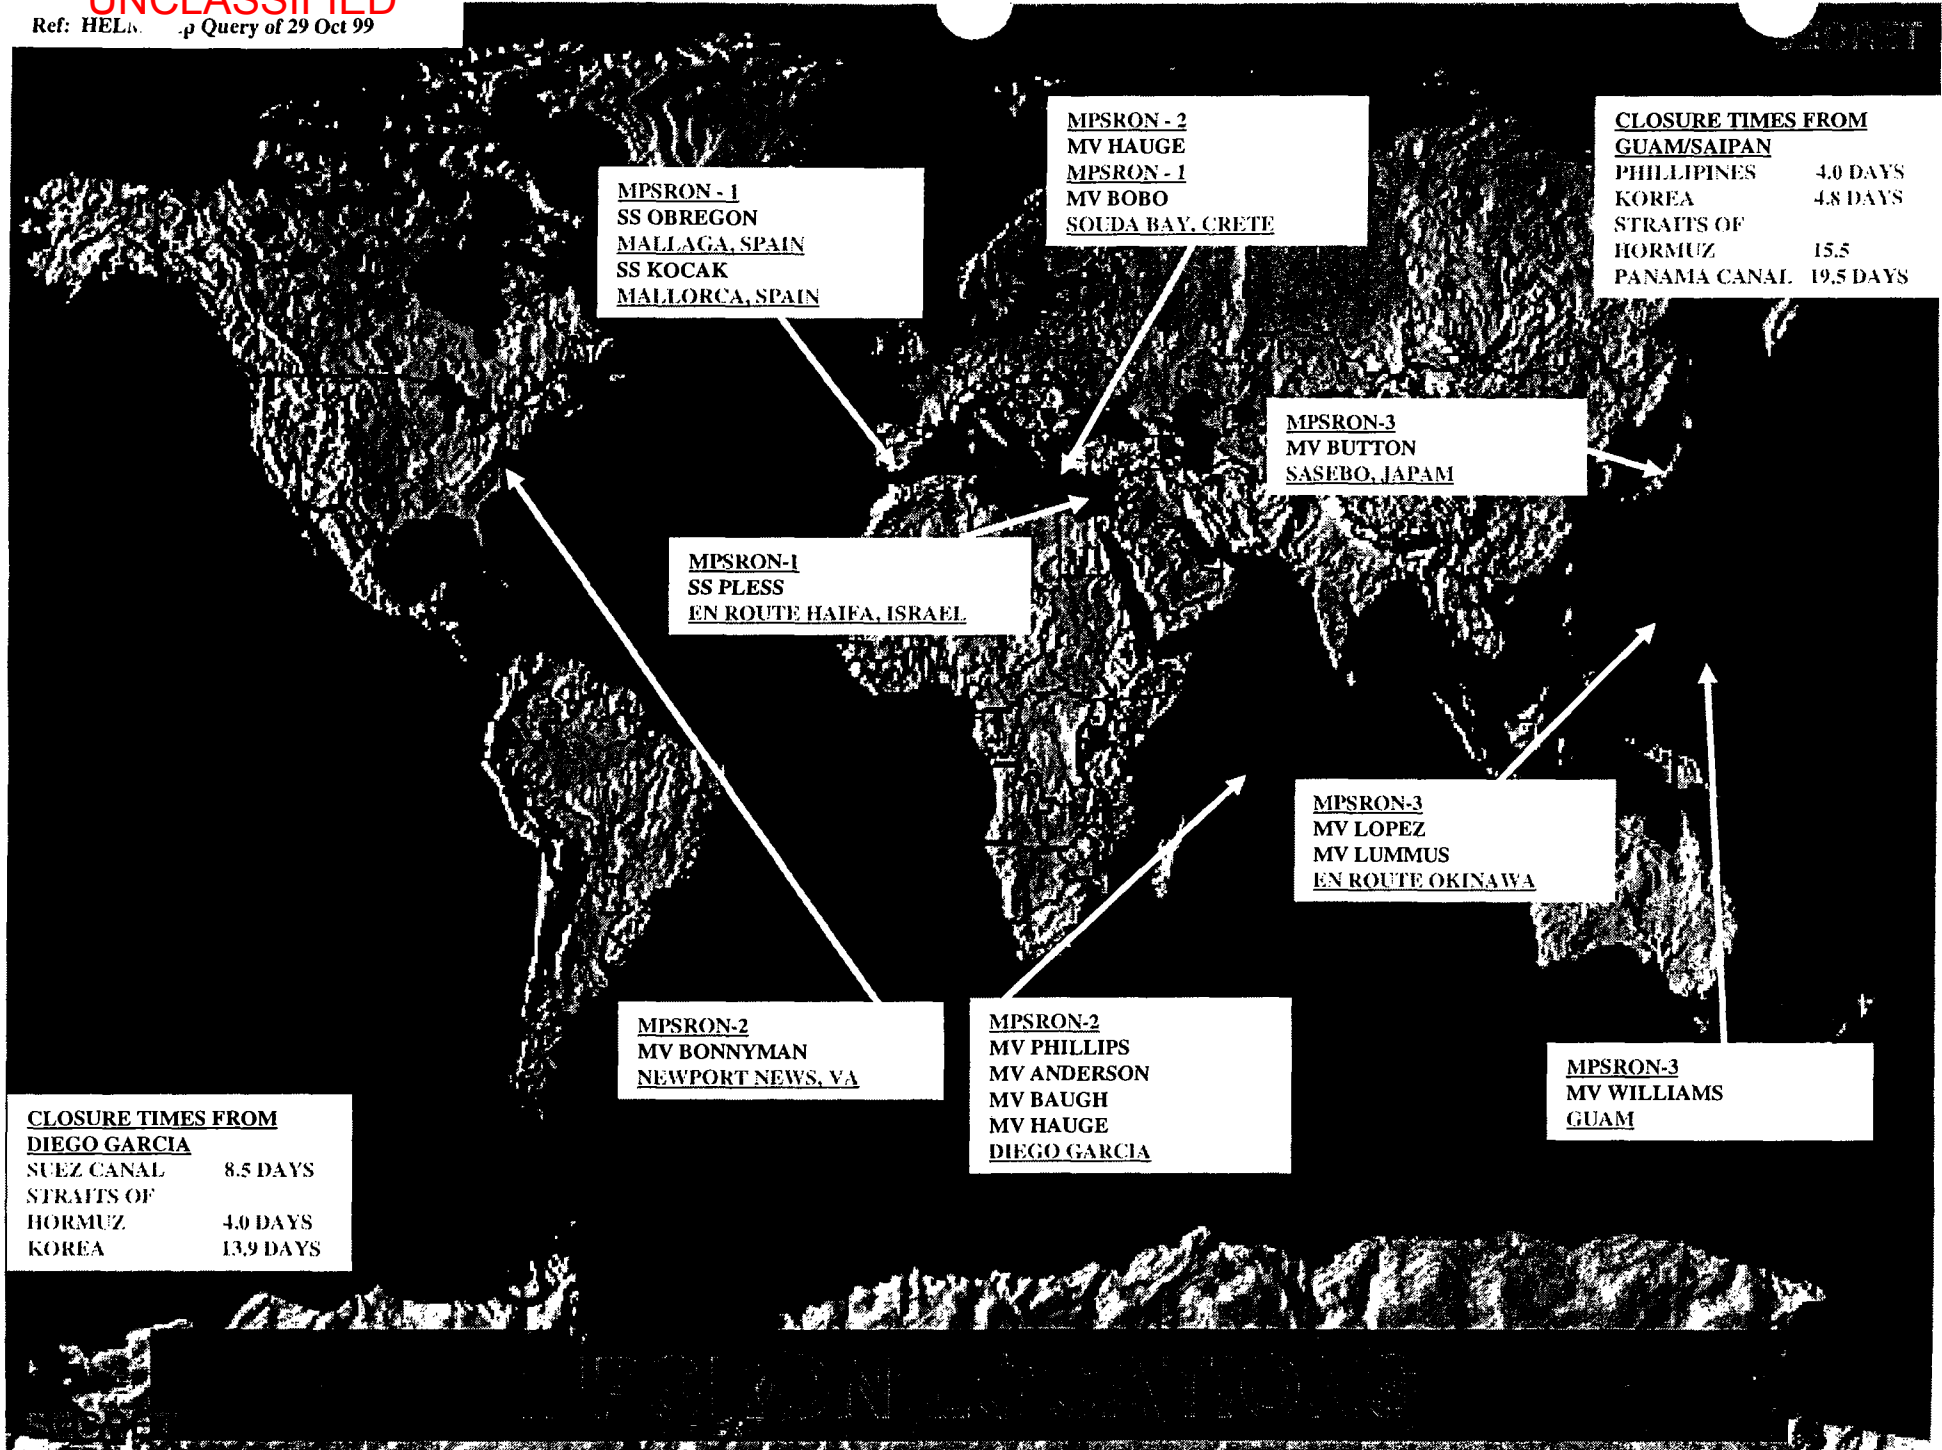 UNCLASSIFIED
Ref: Query of 29 Oct 99
SECRET
MPSRON - 2
MV HAUGE
MPSRON - 1
MV BOBO
SOUDA BAY, CRETE
CLOSURE TIMES FROM
GUAM/SAIPAN
PHILLIPINES 4.0 DAYS
KOREA 4.8 DAYS
STRAITS OF
HORMUZ 15.5
PANAMA CANAL 19.5 DAYS
MPSRON - 1
SS OBREGON
MALLAGA, SPAIN
SS KOCAK
MALLORCA, SPAIN
MPSRON-3
MV BUTTON
SASEBO, JAPAM
MPSRON-1
SS PLESS
EN ROUTE HAIFA, ISRAEL
MPSRON-3
MV LOPEZ
MV LUMMUS
EN ROUTE OKINAWA
MPSRON-2
MV BONNYMAN
NEWPORT NEWS, VA
MPSRON-2
MV PHILLIPS
MV ANDERSON
MV BAUGH
MV HAUGE
DIEGO GARCIA
MPSRON-3
MV WILLIAMS
GUAM
CLOSURE TIMES FROM
DIEGO GARCIA
SUEZ CANAL 8.5 DAYS
STRAITS OF
HORMUZ 4.0 DAYS
KOREA 13.9 DAYS
MPSRON LOCATIONS
SECRET